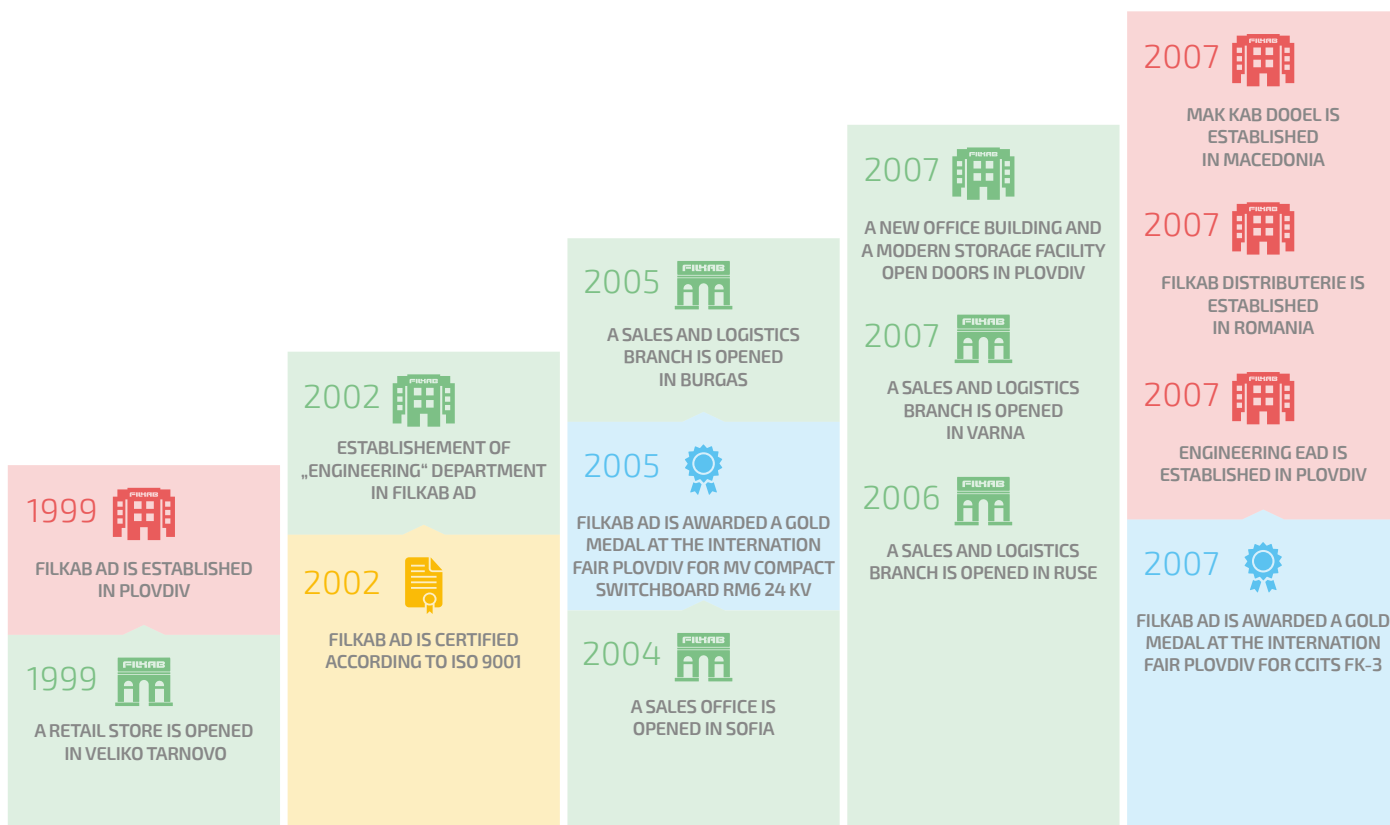 1999
FILKAB
FILKAB AD IS ESTABLISHED
IN PLOVDIV
1999
FILKAB
A RETAIL STORE IS OPENED
IN VELIKO TARNOVO
2002
FILKAB
ESTABLISHEMENT OF
„ENGINEERING“ DEPARTMENT
IN FILKAB AD
2002
FILKAB AD IS CERTIFIED
ACCORDING TO ISO 9001
2005
FILKAB
A SALES AND LOGISTICS
BRANCH IS OPENED
IN BURGAS
2005
FILKAB AD IS AWARDED A GOLD
MEDAL AT THE INTERNATION
FAIR PLOVDIV FOR MV COMPACT
SWITCHBOARD RM6 24 KV
2004
FILKAB
A SALES OFFICE IS
OPENED IN SOFIA
2007
FILKAB
A NEW OFFICE BUILDING AND
A MODERN STORAGE FACILITY
OPEN DOORS IN PLOVDIV
2007
FILKAB
A SALES AND LOGISTICS
BRANCH IS OPENED
IN VARNA
2006
FILKAB
A SALES AND LOGISTICS
BRANCH IS OPENED IN RUSE
2007
FILKAB
MAK KAB DOOEL IS
ESTABLISHED
IN MACEDONIA
2007
FILKAB
FILKAB DISTRIBUTERIE IS
ESTABLISHED
IN ROMANIA
2007
FILKAB
ENGINEERING EAD IS
ESTABLISHED IN PLOVDIV
2007
FILKAB AD IS AWARDED A GOLD
MEDAL AT THE INTERNATION
FAIR PLOVDIV FOR CCITS FK-3